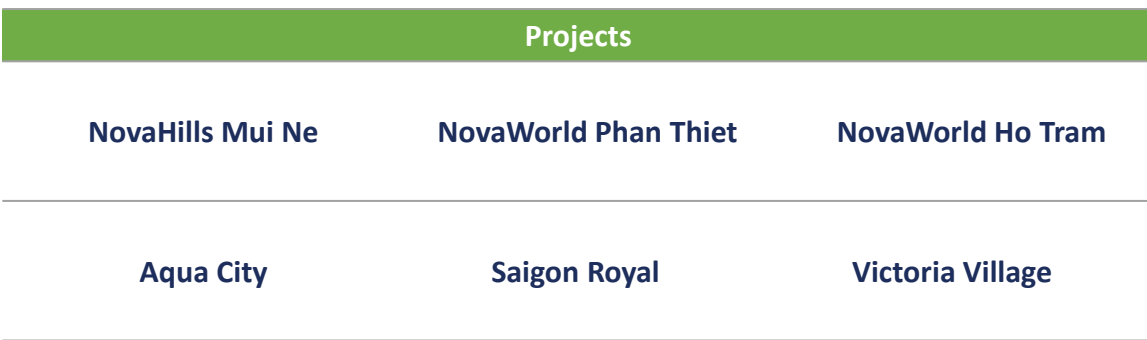 Projects
NovaHills Mui Ne NovaWorld Phan Thiet NovaWorld Ho Tram
Aqua City Saigon Royal Victoria Village